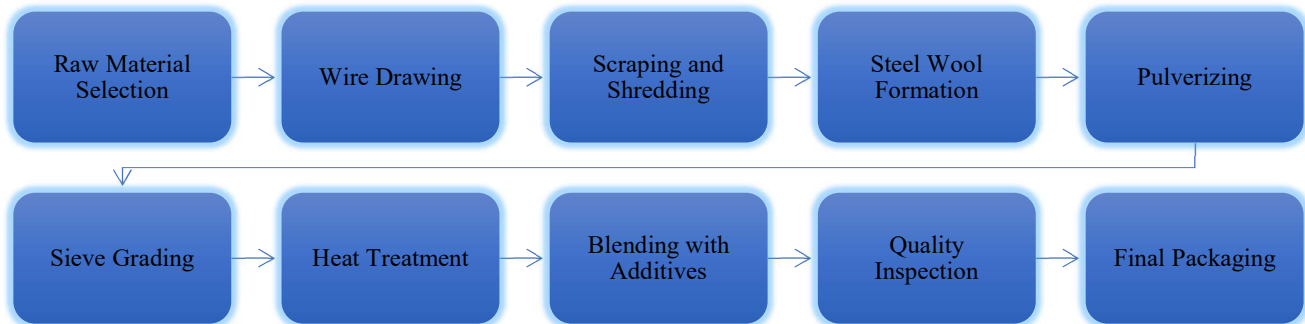 Raw Material
Selection
Wire Drawing
Scraping and
Shredding
Steel Wool
Formation
Pulverizing
Sieve Grading
Heat Treatment
Blending with
Additives
Quality
Inspection
Final Packaging